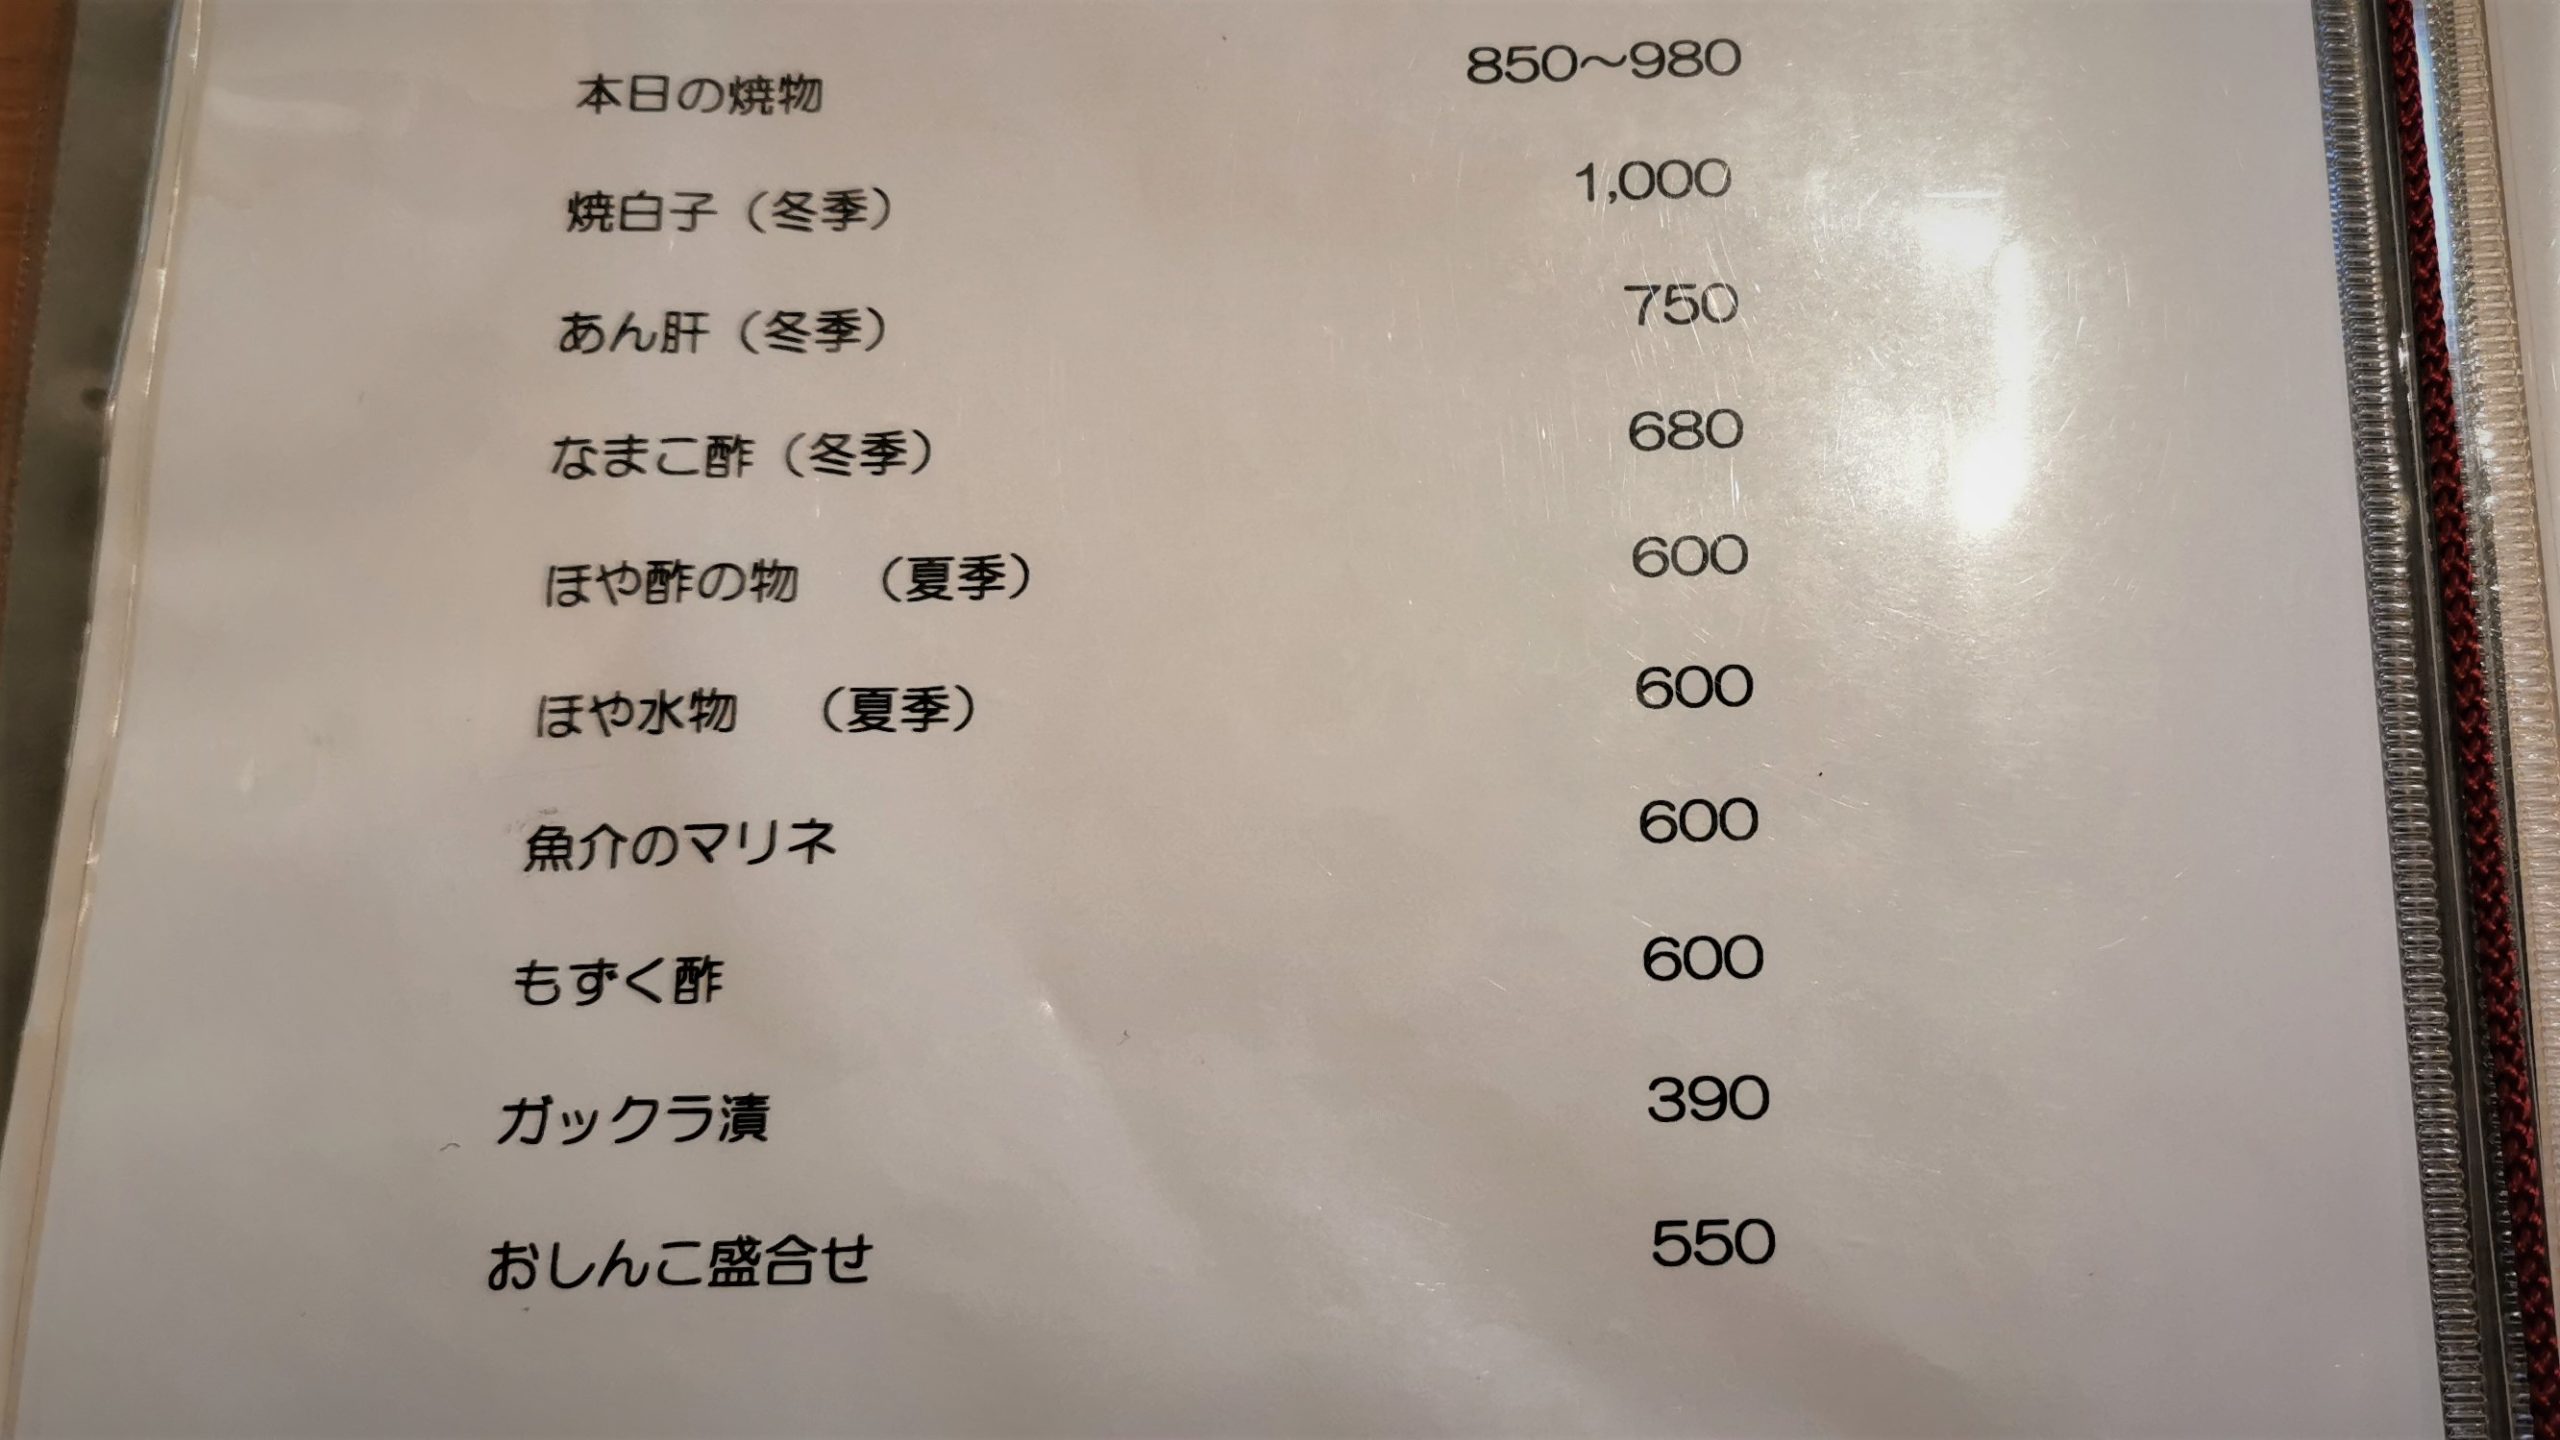 本日の焼物 850〜980
焼白子（冬季） 1,000
あん肝（冬季） 750
なまこ酢（冬季） 680
ほや酢の物 （夏季） 600
ほや水物 （夏季） 600
魚介のマリネ 600
もずく酢 600
ガックラ漬 390
おしんこ盛合せ 550